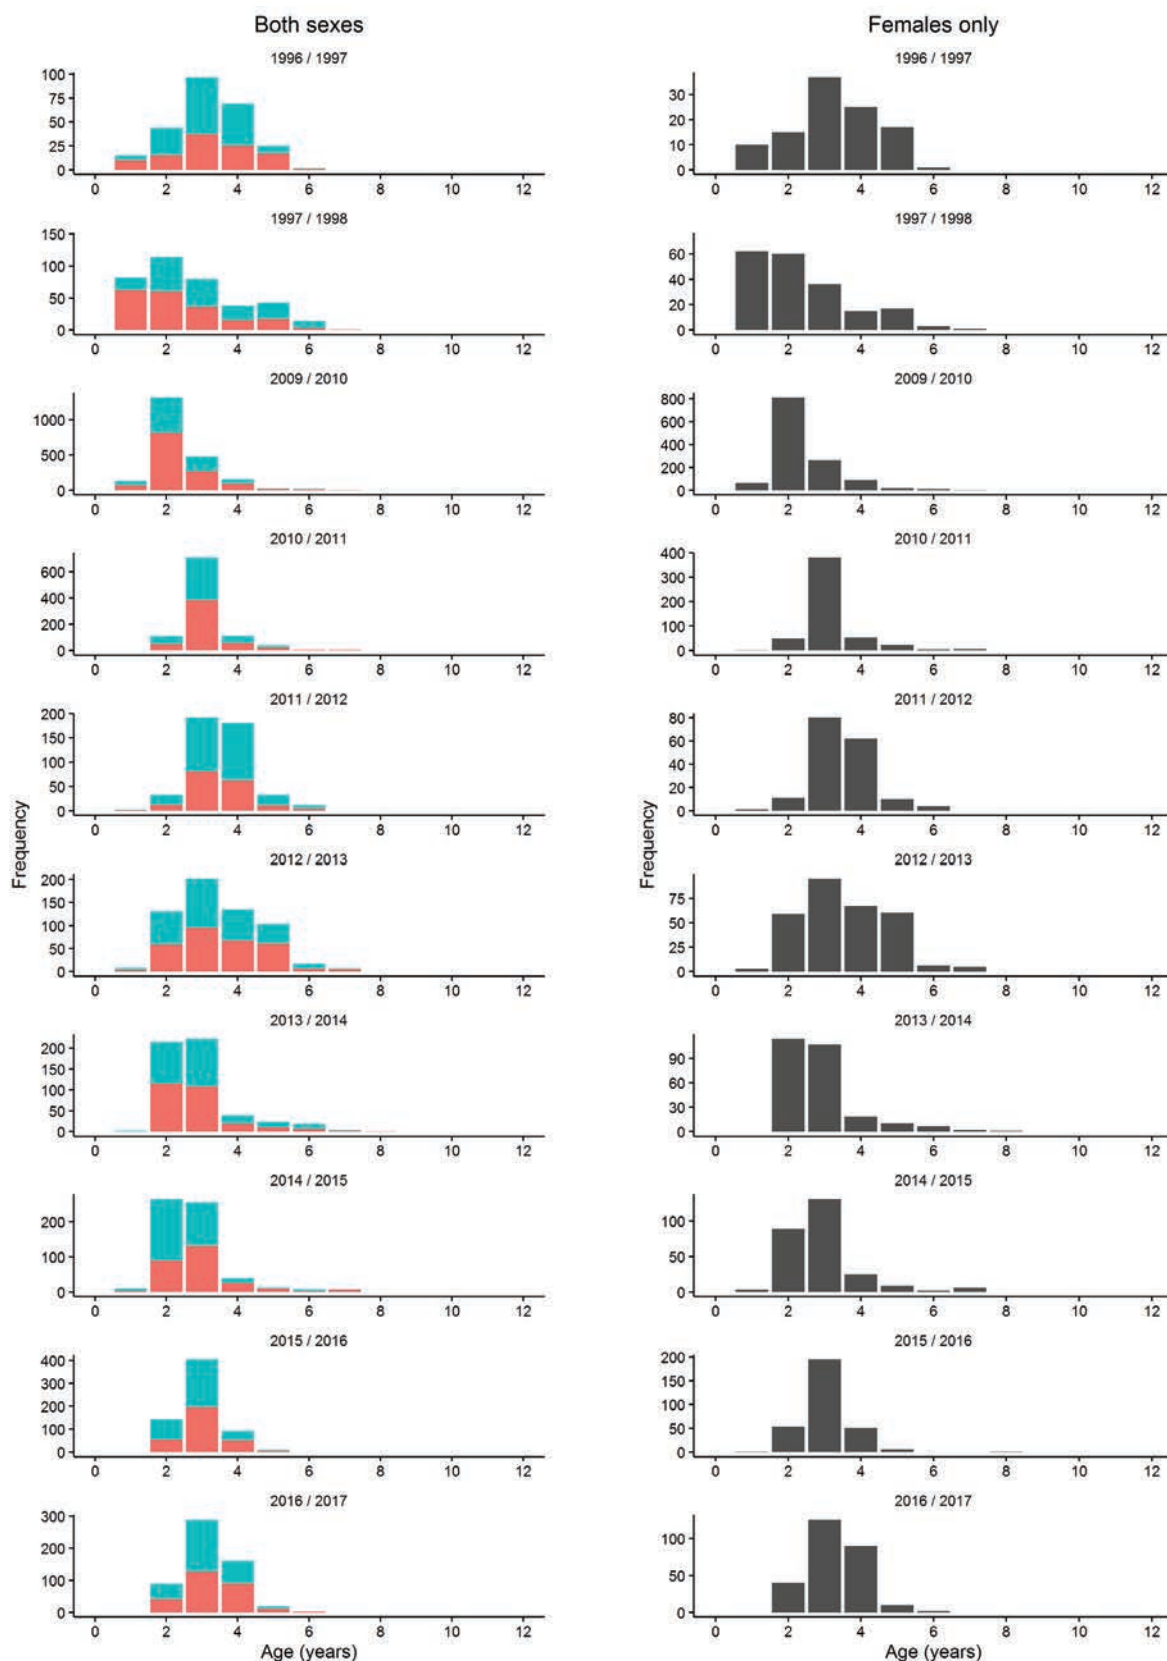 Both sexes
Females only
1996 / 1997
1996 / 1997
100
75
50
25
0
0 2 4 6 8 10 12
30
20
10
0
0 2 4 6 8 10 12
1997 / 1998
1997 / 1998
150
100
50
0
0 2 4 6 8 10 12
60
40
20
0
0 2 4 6 8 10 12
2009 / 2010
2009 / 2010
1000
500
0
0 2 4 6 8 10 12
800
600
400
200
0
0 2 4 6 8 10 12
2010 / 2011
2010 / 2011
600
400
200
0
0 2 4 6 8 10 12
400
300
200
100
0
0 2 4 6 8 10 12
2011 / 2012
2011 / 2012
200
150
100
50
0
0 2 4 6 8 10 12
80
60
40
20
0
0 2 4 6 8 10 12
Frequency
Frequency
2012 / 2013
2012 / 2013
200
150
100
50
0
0 2 4 6 8 10 12
75
50
25
0
0 2 4 6 8 10 12
2013 / 2014
2013 / 2014
200
150
100
50
0
0 2 4 6 8 10 12
90
60
30
0
0 2 4 6 8 10 12
2014 / 2015
2014 / 2015
200
100
0
0 2 4 6 8 10 12
100
50
0
0 2 4 6 8 10 12
2015 / 2016
2015 / 2016
400
300
200
100
0
0 2 4 6 8 10 12
200
150
100
50
0
0 2 4 6 8 10 12
2016 / 2017
2016 / 2017
300
200
100
0
0 2 4 6 8 10 12
100
50
0
0 2 4 6 8 10 12
Age (years)
Age (years)